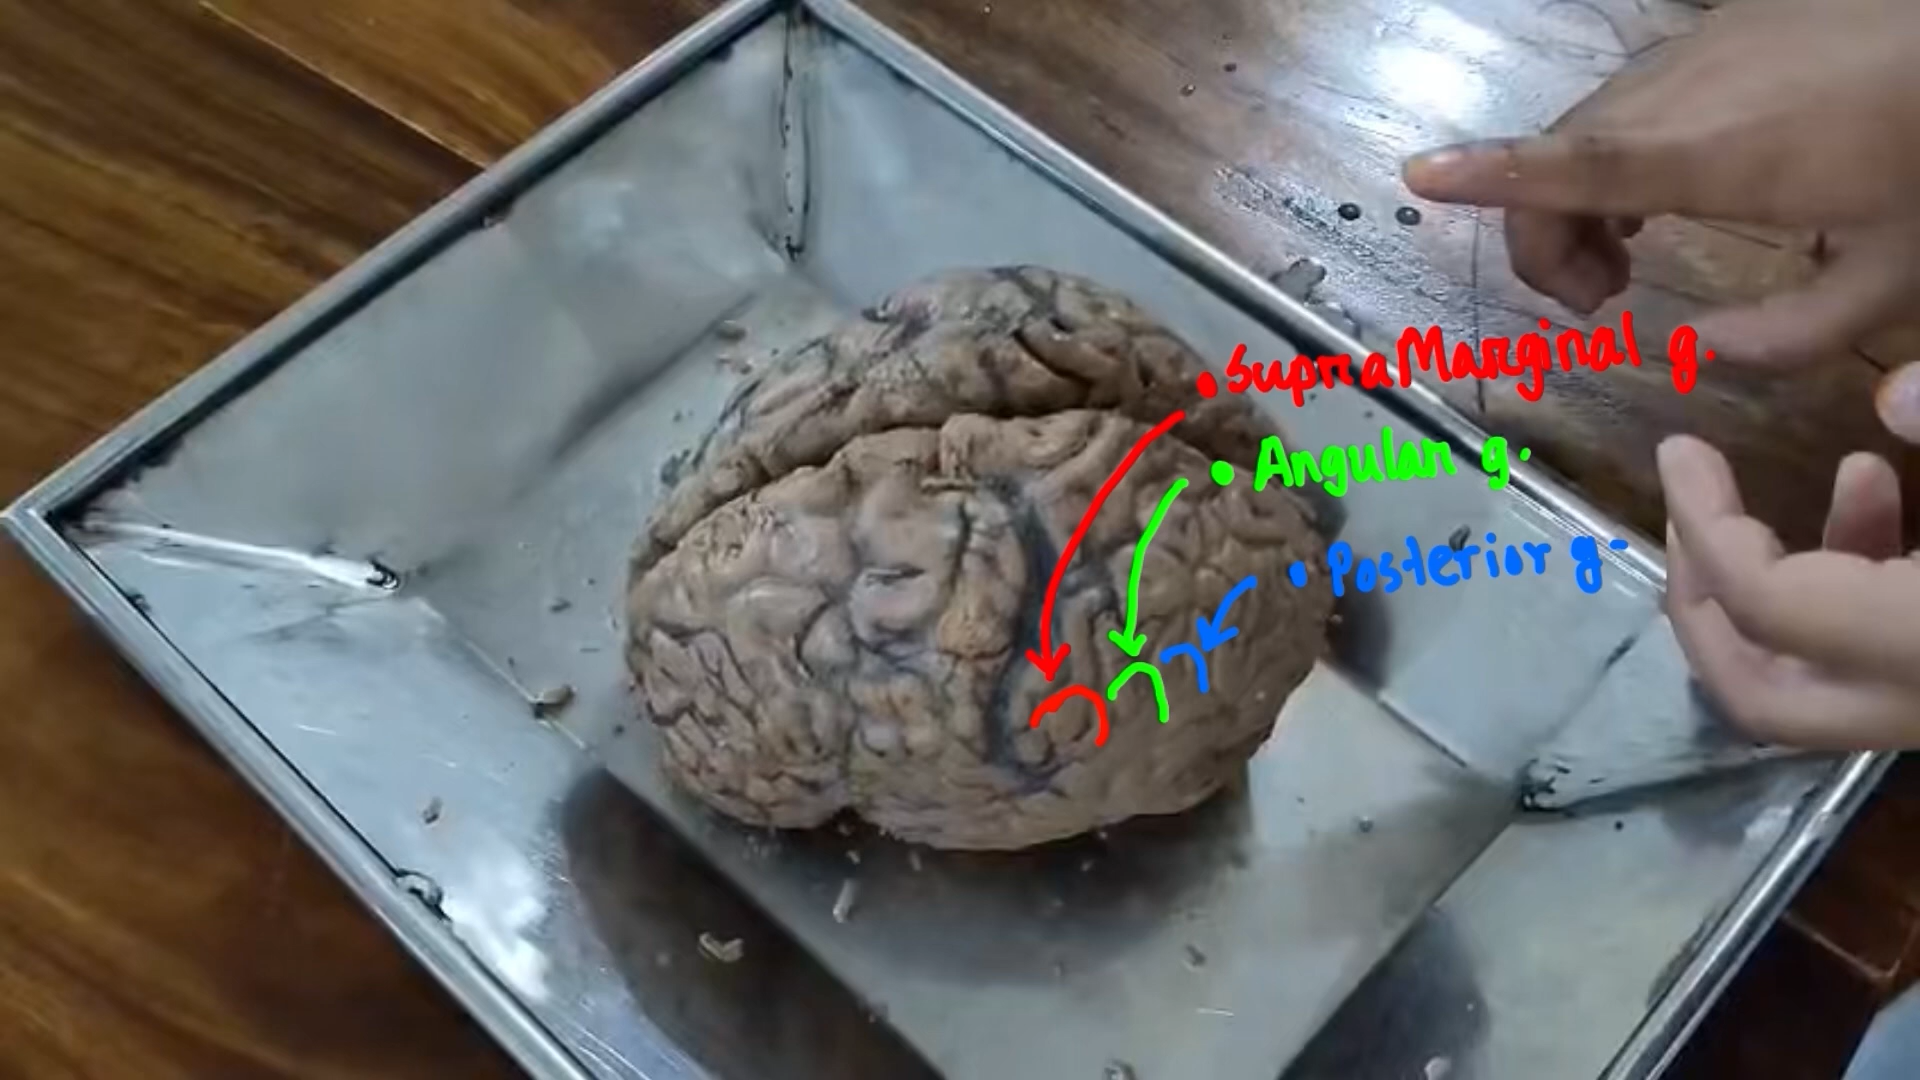 • SupraMarginal g.
• Angular g.
• Posterior g-